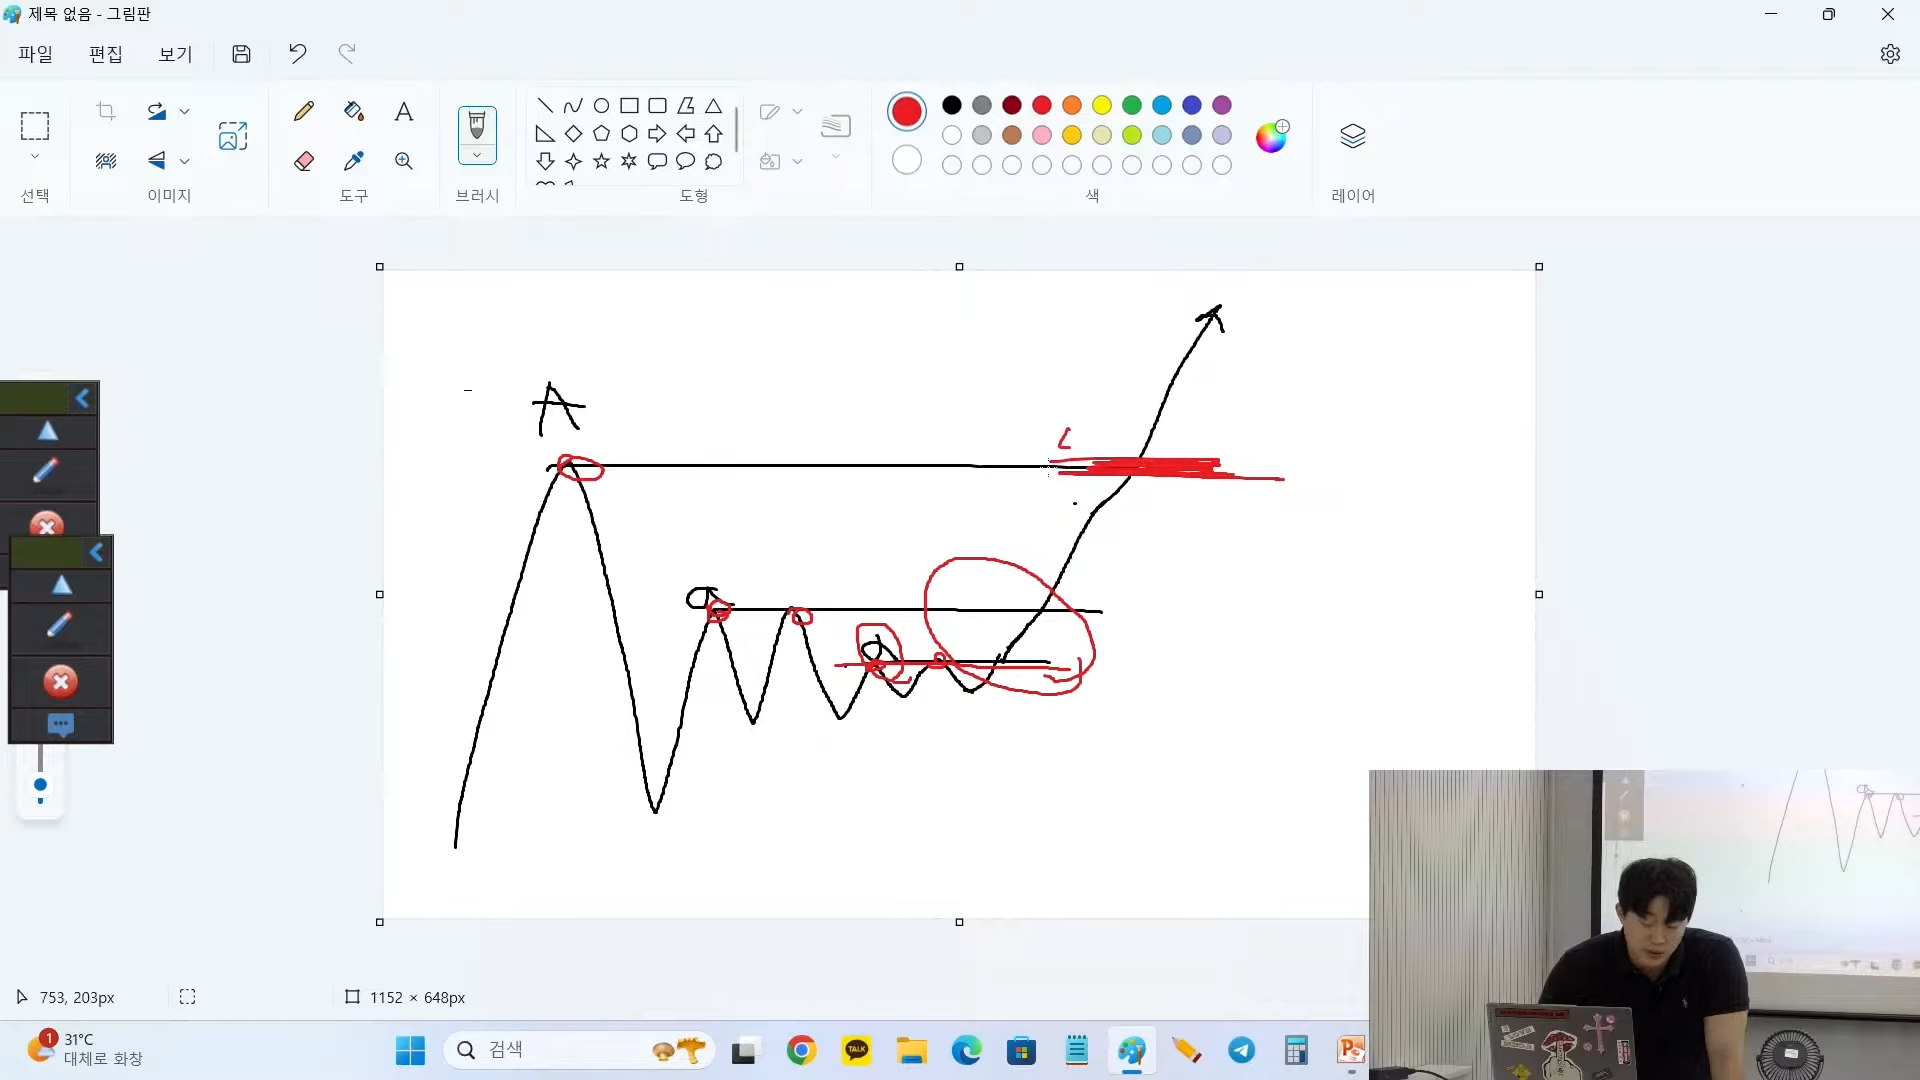 제목 없음 - 그림판
파일 편집 보기
선택
이미지
도구
브러시
도형
색
레이어
A
a
a
L
753, 203px
1152 × 648px
1
31°C
대체로 화창
검색
TALK